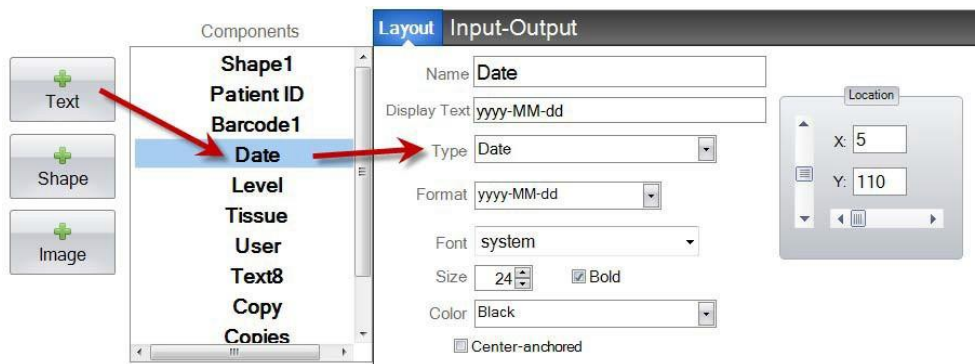 Components
Text
Shape
Image
Shape1
Patient ID
Barcode1
Date
Level
Tissue
User
Text8
Copy
Copies
Layout Input-Output
Name Date
Display Text yyyy-MM-dd
Type Date
Format yyyy-MM-dd
Font system
Size 24 Bold
Color Black
Center-anchored
Location
X: 5
Y: 110